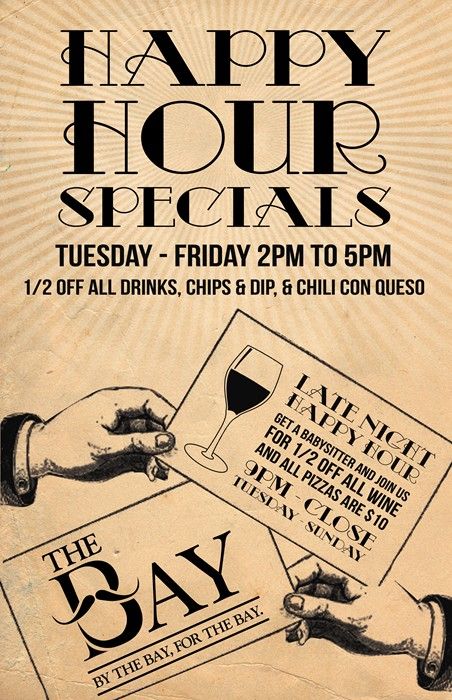 HAPPY
HOUR
SPECIALS
TUESDAY - FRIDAY 2PM TO 5PM
1/2 OFF ALL DRINKS, CHIPS & DIP, & CHILI CON QUESO
LATE NIGHT
HAPPY HOUR
GET A BABYSITTER AND JOIN US
FOR 1/2 OFF ALL WINE
AND ALL PIZZAS ARE $10
9PM - CLOSE
TUESDAY - SUNDAY
THE
BAY
BY THE BAY, FOR THE BAY.